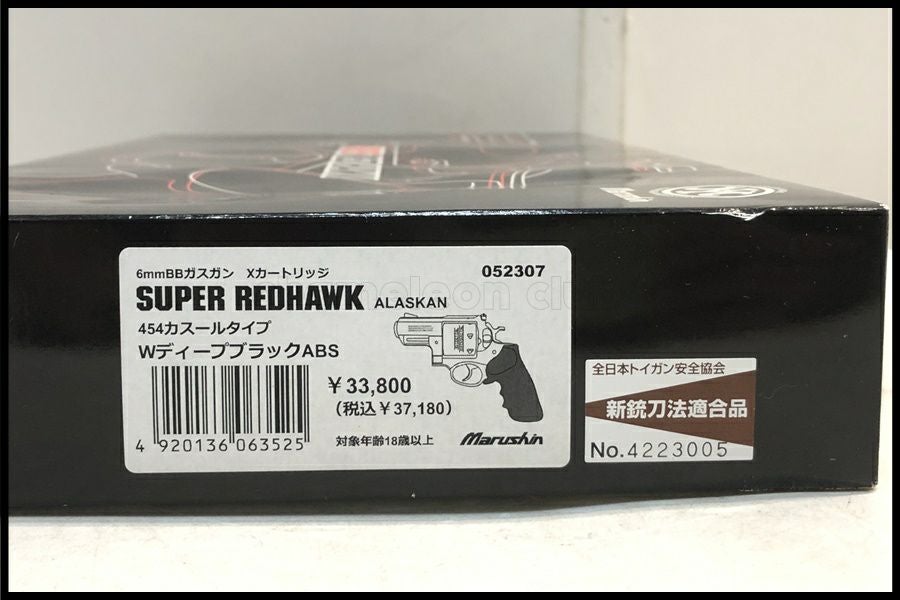 6mmBBガスガン Xカートリッジ 052307
SUPER REDHAWK ALASKAN
454カスールタイプ
WディープブラックABS
￥33,800
(税込￥37,180)
4 920136 063525
対象年齢18歳以上 Marushin
全日本トイガン安全協会
新銃刀法適合品
No.4223005